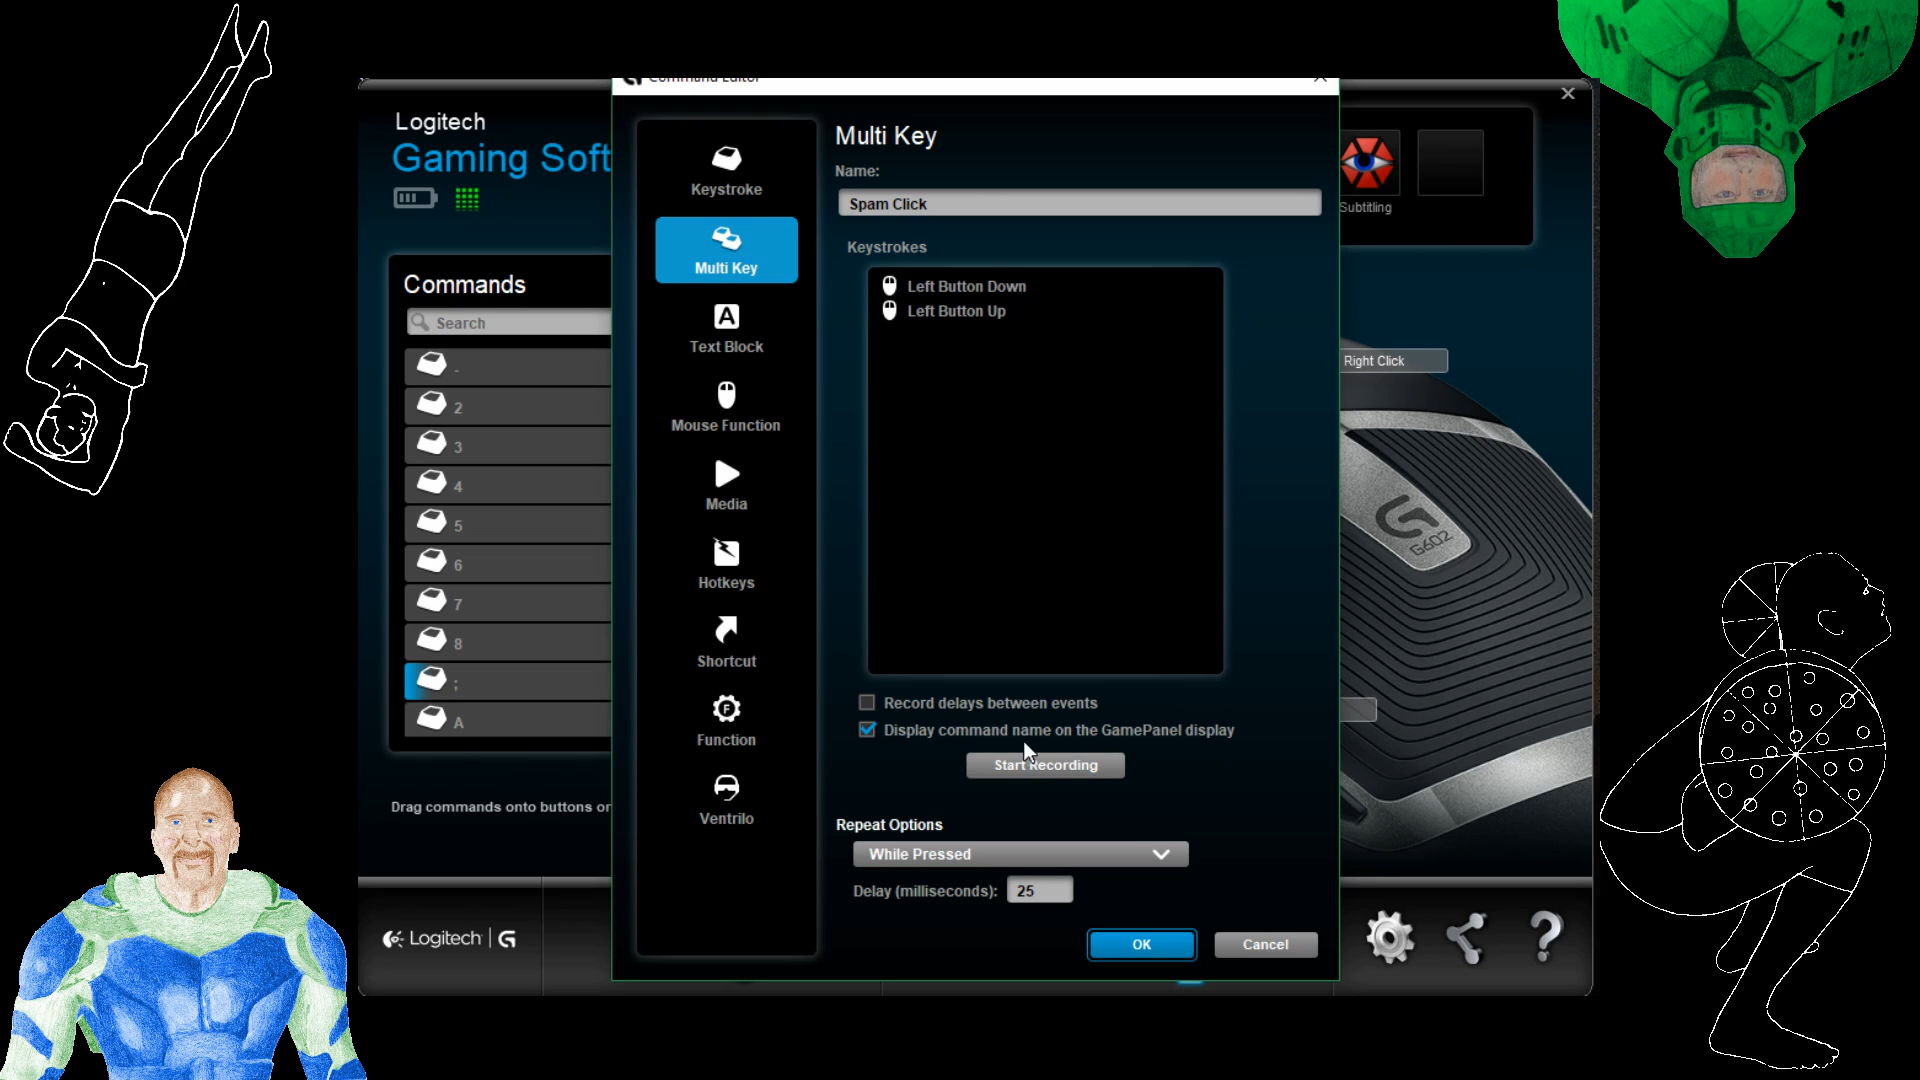 Command Editor
Logitech
Gaming Soft
Commands
Search
-
2
3
4
5
6
7
8
;
A
Drag commands onto buttons or
Logitech
Keystroke
Multi Key
Text Block
Mouse Function
Media
Hotkeys
Shortcut
Function
Ventrilo
Multi Key
Name:
Spam Click
Keystrokes
Left Button Down
Left Button Up
Record delays between events
Display command name on the GamePanel display
Start Recording
Repeat Options
While Pressed
Delay (milliseconds): 25
OK
Cancel
Subtitling
Right Click
G602